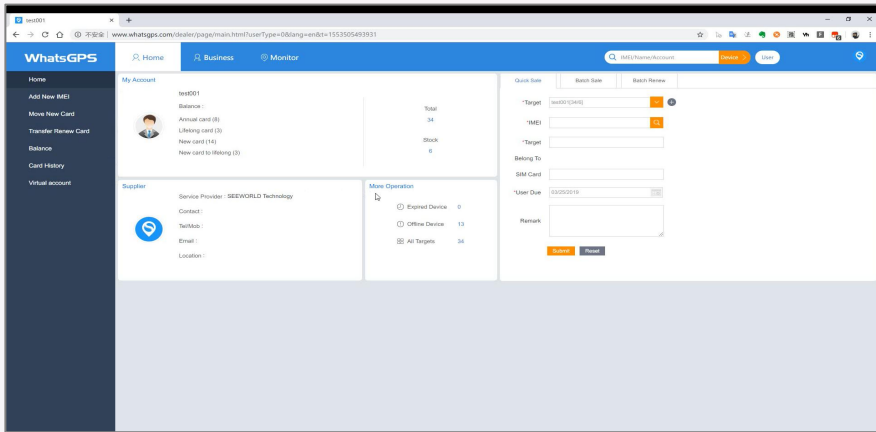 test001
不安全 | www.whatsgps.com/dealer/page/main.html?userType=0&lang=en&t=1553505493931
WhatsGPS
Home
Business
Monitor
IMEI/Name/Account
Device
User
Home
Add New IMEI
Move New Card
Transfer Renew Card
Balance
Card History
Virtual account
My Account
test001
Balance :
Annual card (8)
Lifelong card (3)
New card (14)
New card to lifelong (3)
Total
34
Stock
6
Supplier
Service Provider : SEEWORLD Technology
Contact :
Tel/Mob :
Email :
Location :
More Operation
Expired Device 0
Offline Device 13
All Targets 34
Quick Sale
Batch Sale
Batch Renew
*Target
test001[34/6]
*IMEI
*Target
Belong To
SIM Card
*User Due
03/25/2019
Remark
Submit
Reset